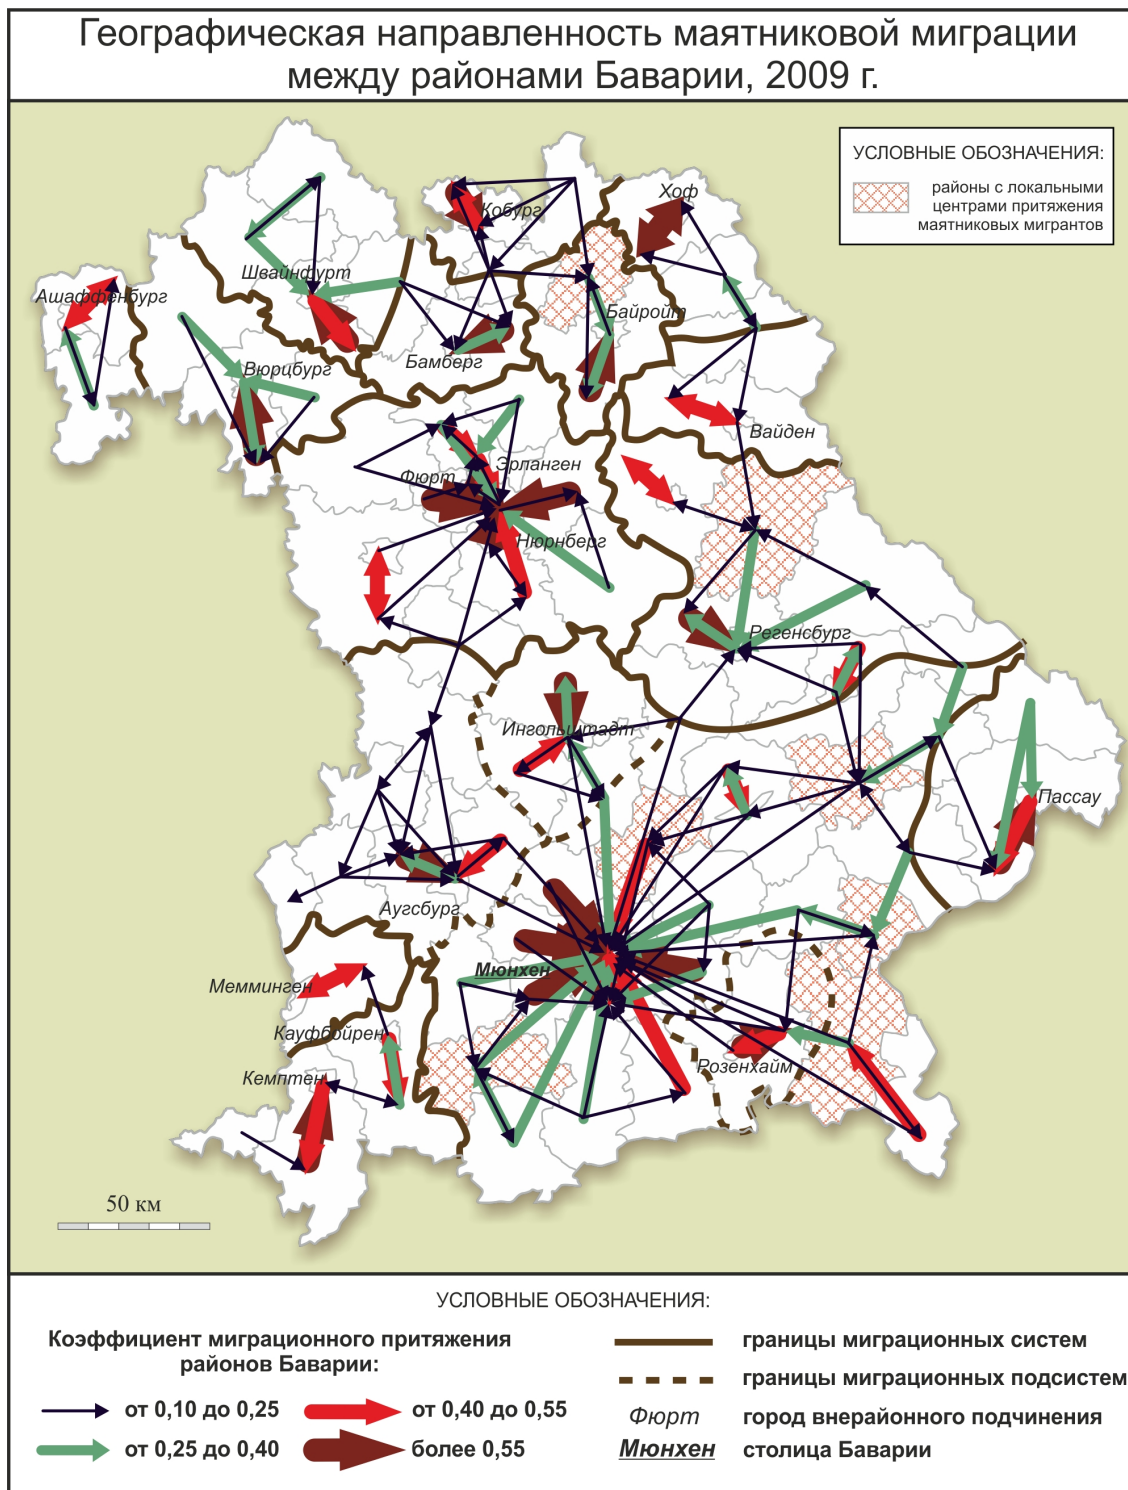 Географическая направленность маятниковой миграции
между районами Баварии, 2009 г.
УСЛОВНЫЕ ОБОЗНАЧЕНИЯ:
районы с локальными
центрами притяжения
маятниковых мигрантов
Хоф
Кобург
Швайнфурт
Ашаффенбург
Байройт
Бамберг
Вюрцбург
Вайден
Эрланген
Фюрт
Нюрнберг
Регенсбург
Ингольштадт
Пассау
Аугсбург
Мюнхен
Мемминген
Кауфбойрен
Розенхайм
Кемптен
50 км
УСЛОВНЫЕ ОБОЗНАЧЕНИЯ:
Коэффициент миграционного притяжения
районов Баварии:
от 0,10 до 0,25
от 0,40 до 0,55
от 0,25 до 0,40
более 0,55
границы миграционных систем
границы миграционных подсистем
Фюрт
город внерайонного подчинения
Мюнхен
столица Баварии